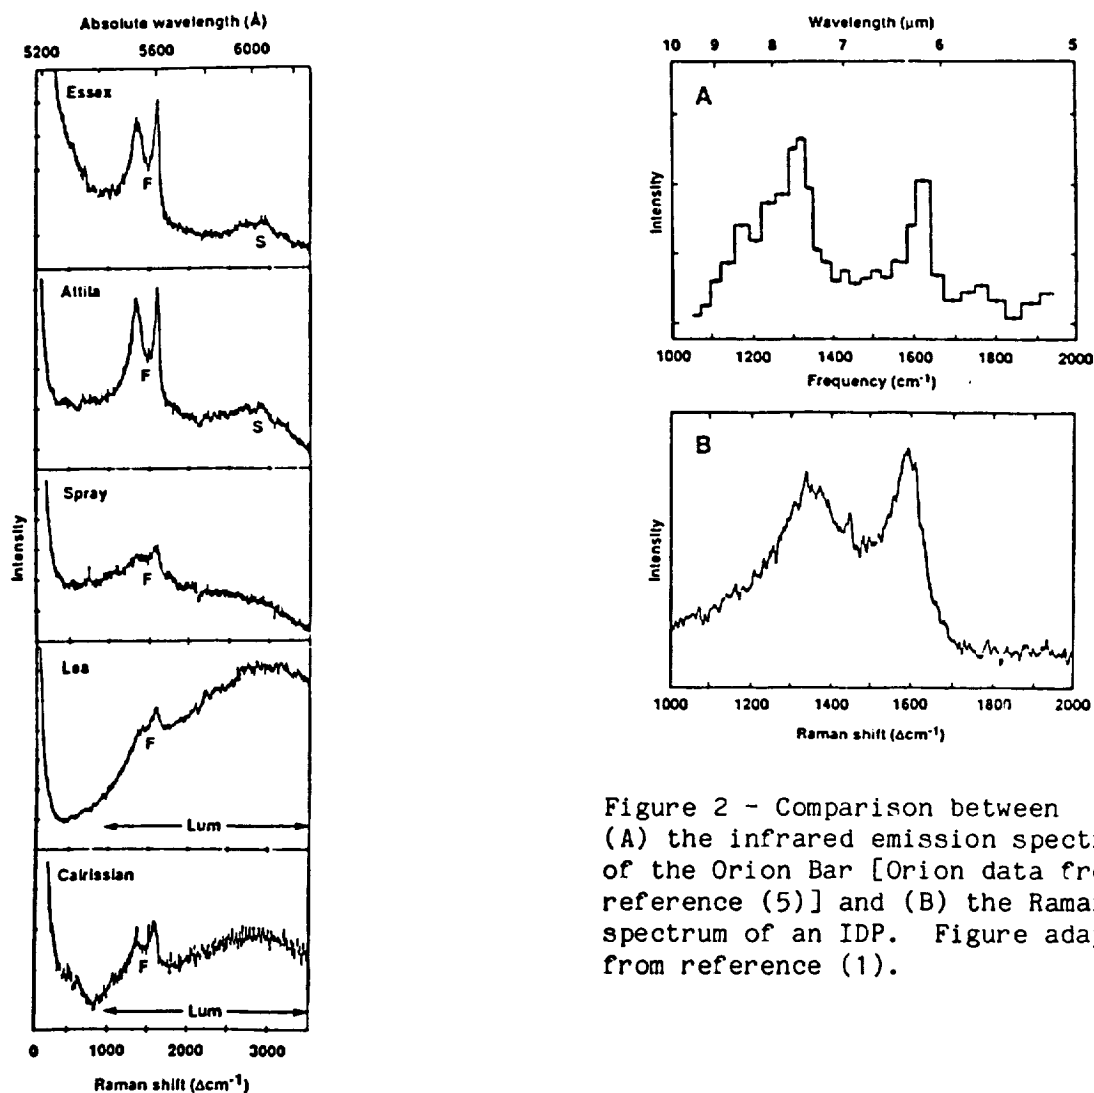 Absolute wavelength (Å)
5200 5600 6000
Essex
F
S
Attila
F
S
Spray
F
Intensity
Lea
F
Lum
Calrissian
F
Lum
0 1000 2000 3000
Raman shift (Δcm-1)
Wavelength (μm)
10 9 8 7 6 5
A
Intensity
1000 1200 1400 1600 1800 2000
Frequency (cm-1)
B
Intensity
1000 1200 1400 1600 1800 2000
Raman shift (Δcm-1)
Figure 2 - Comparison between
(A) the infrared emission spectr
of the Orion Bar [Orion data fro
reference (5)] and (B) the Rama
spectrum of an IDP. Figure ada
from reference (1).